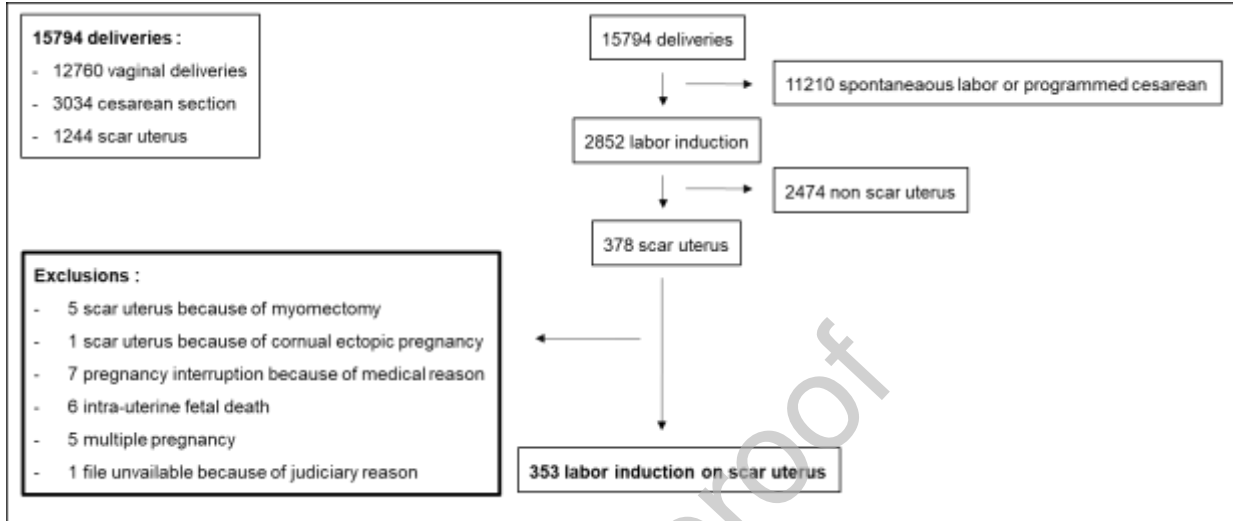 15794 deliveries :
- 12760 vaginal deliveries
- 3034 cesarean section
- 1244 scar uterus
15794 deliveries
11210 spontaneaous labor or programmed cesarean
2852 labor induction
2474 non scar uterus
378 scar uterus
Exclusions :
- 5 scar uterus because of myomectomy
- 1 scar uterus because of cornual ectopic pregnancy
- 7 pregnancy interruption because of medical reason
- 6 intra-uterine fetal death
- 5 multiple pregnancy
- 1 file unvailable because of judiciary reason
353 labor induction on scar uterus
proof